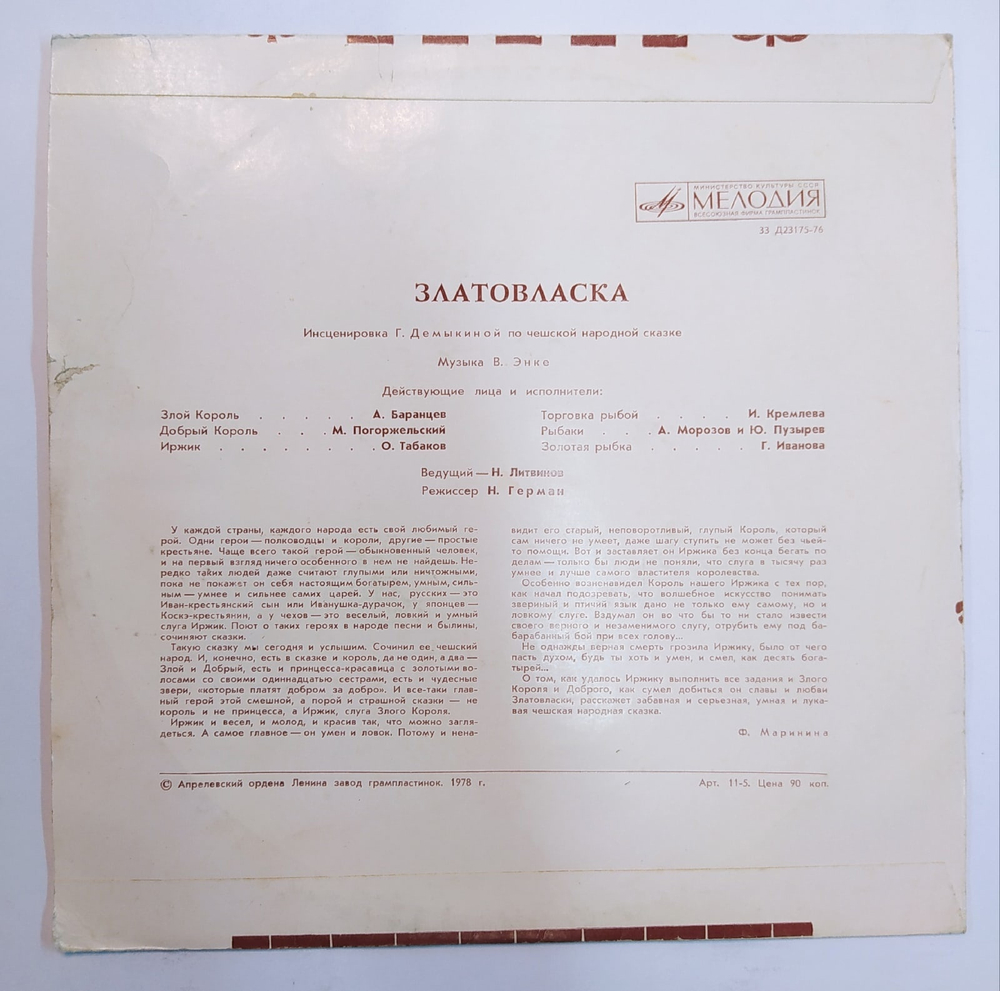 МИНИСТЕРСТВО КУЛЬТУРЫ СССР
МЕЛОДИЯ
ВСЕСОЮЗНАЯ ФИРМА ГРАМПЛАСТИНОК
33 Д23175-76
ЗЛАТОВЛАСКА
Инсценировка Г. Демыкиной по чешской народной сказке
Музыка В. Энке
Действующие лица и исполнители:
Злой Король . . . . . А. Баранцев
Добрый Король . . . М. Погоржельский
Иржик . . . . . . . . О. Табаков
Торговка рыбой . . . . И. Кремлева
Рыбаки . . . А. Морозов и Ю. Пузырев
Золотая рыбка . . . . . Г. Иванова
Ведущий — Н. Литвинов
Режиссер Н. Герман
У каждой страны, каждого народа есть свой любимый ге-
рой. Одни герои — полководцы и короли, другие — простые
крестьяне. Чаще всего такой герой — обыкновенный человек,
и на первый взгляд ничего особенного в нем не найдешь. Не-
редко таких людей даже считают глупыми или ничтожными,
пока не покажет он себя настоящим богатырем, умным, силь-
ным — умнее и сильнее самих царей. У нас, русских — это
Иван-крестьянский сын или Иванушка-дурачок, у японцев —
Коскэ-крестьянин, а у чехов — это веселый, ловкий и умный
слуга Иржик. Поют о таких героях в народе песни и былины,
сочиняют сказки.
Такую сказку мы сегодня и услышим. Сочинил ее чешский
народ. И, конечно, есть в сказке и король, да не один, а два —
Злой и Добрый, есть и принцесса-красавица с золотыми во-
лосами со своими одиннадцатью сестрами, есть и чудесные
звери, «которые платят добром за добро». И все-таки глав-
ный герой этой смешной, а порой и страшной сказки — не
король и не принцесса, а Иржик, слуга Злого Короля.
Иржик и весел, и молод, и красив так, что можно загля-
деться. А самое главное — он умен и ловок. Потому и нена-
видит его старый, неповоротливый, глупый Король, который
сам ничего не умеет, даже шагу ступить не может без чьей-
то помощи. Вот и заставляет он Иржика без конца бегать по
делам — только бы люди не поняли, что слуга в тысячу раз
умнее и лучше самого властителя королевства.
Особенно возненавидел Король нашего Иржика с тех пор,
как начал подозревать, что волшебное искусство понимать
звериный и птичий язык дано не только ему самому, но и
ловкому слуге. Вздумал он во что бы то ни стало извести
своего верного и незаменимого слугу, отрубить ему под ба-
барабанный бой при всех голову...
Не однажды верная смерть грозила Иржику, было от чего
пасть духом, будь ты хоть и умен, и смел, как десять бога-
тырей...
О том, как удалось Иржику выполнить все задания и Злого
Короля и Доброго, как сумел добиться он славы и любви
Златовласки, расскажет забавная и серьезная, умная и лука-
вая чешская народная сказка.
Ф. Маринина
© Апрелевский ордена Ленина завод грампластинок. 1978 г.
Арт. 11-5. Цена 90 коп.